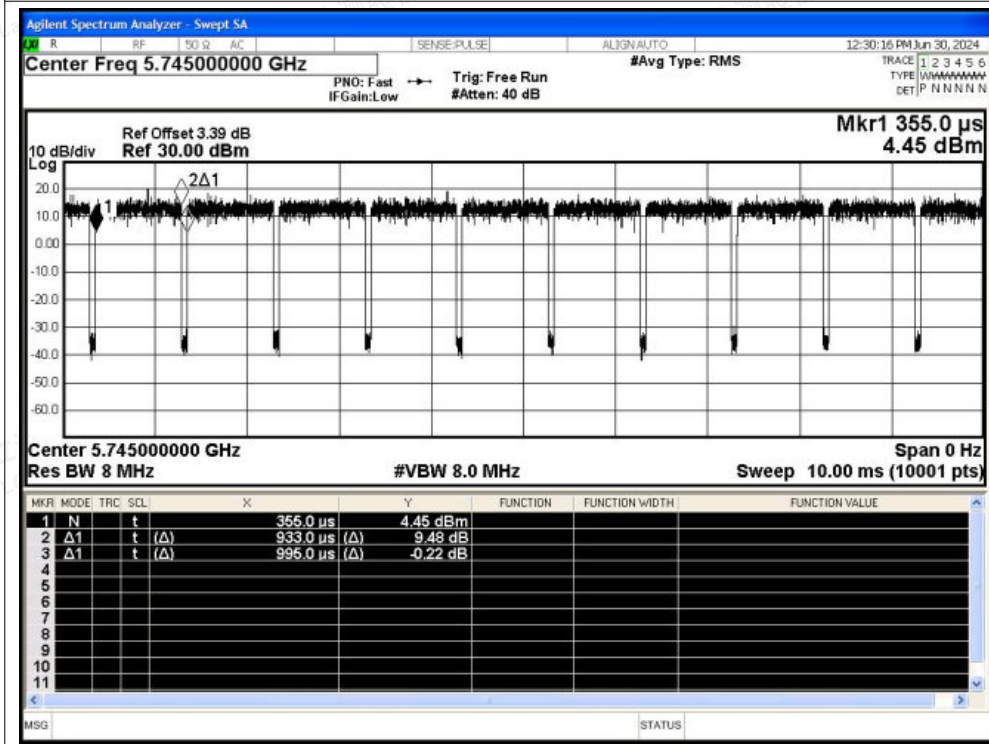 Agilent Spectrum Analyzer - Swept SA
LXI R RF 50 Ω AC SENSE:PULSE ALIGN AUTO 12:30:16 PM Jun 30, 2024
Center Freq 5.745000000 GHz #Avg Type: RMS TRACE 1 2 3 4 5 6
PNO: Fast Trig: Free Run TYPE WWWWWW
IFGain:Low #Atten: 40 dB DET P N N N N N
Mkr1 355.0 µs
4.45 dBm
Ref Offset 3.39 dB
10 dB/div Ref 30.00 dBm
Log
2Δ1
20.0
1
10.0
0.00
-10.0
-20.0
-30.0
-40.0
-50.0
-60.0
Center 5.745000000 GHz Span 0 Hz
Res BW 8 MHz #VBW 8.0 MHz Sweep 10.00 ms (10001 pts)
MKR MODE TRC SCL X Y FUNCTION FUNCTION WIDTH FUNCTION VALUE
1 N t 355.0 µs 4.45 dBm
2 Δ1 t (Δ) 933.0 µs (Δ) 9.48 dB
3 Δ1 t (Δ) 995.0 µs (Δ) -0.22 dB
4
5
6
7
8
9
10
11
MSG STATUS